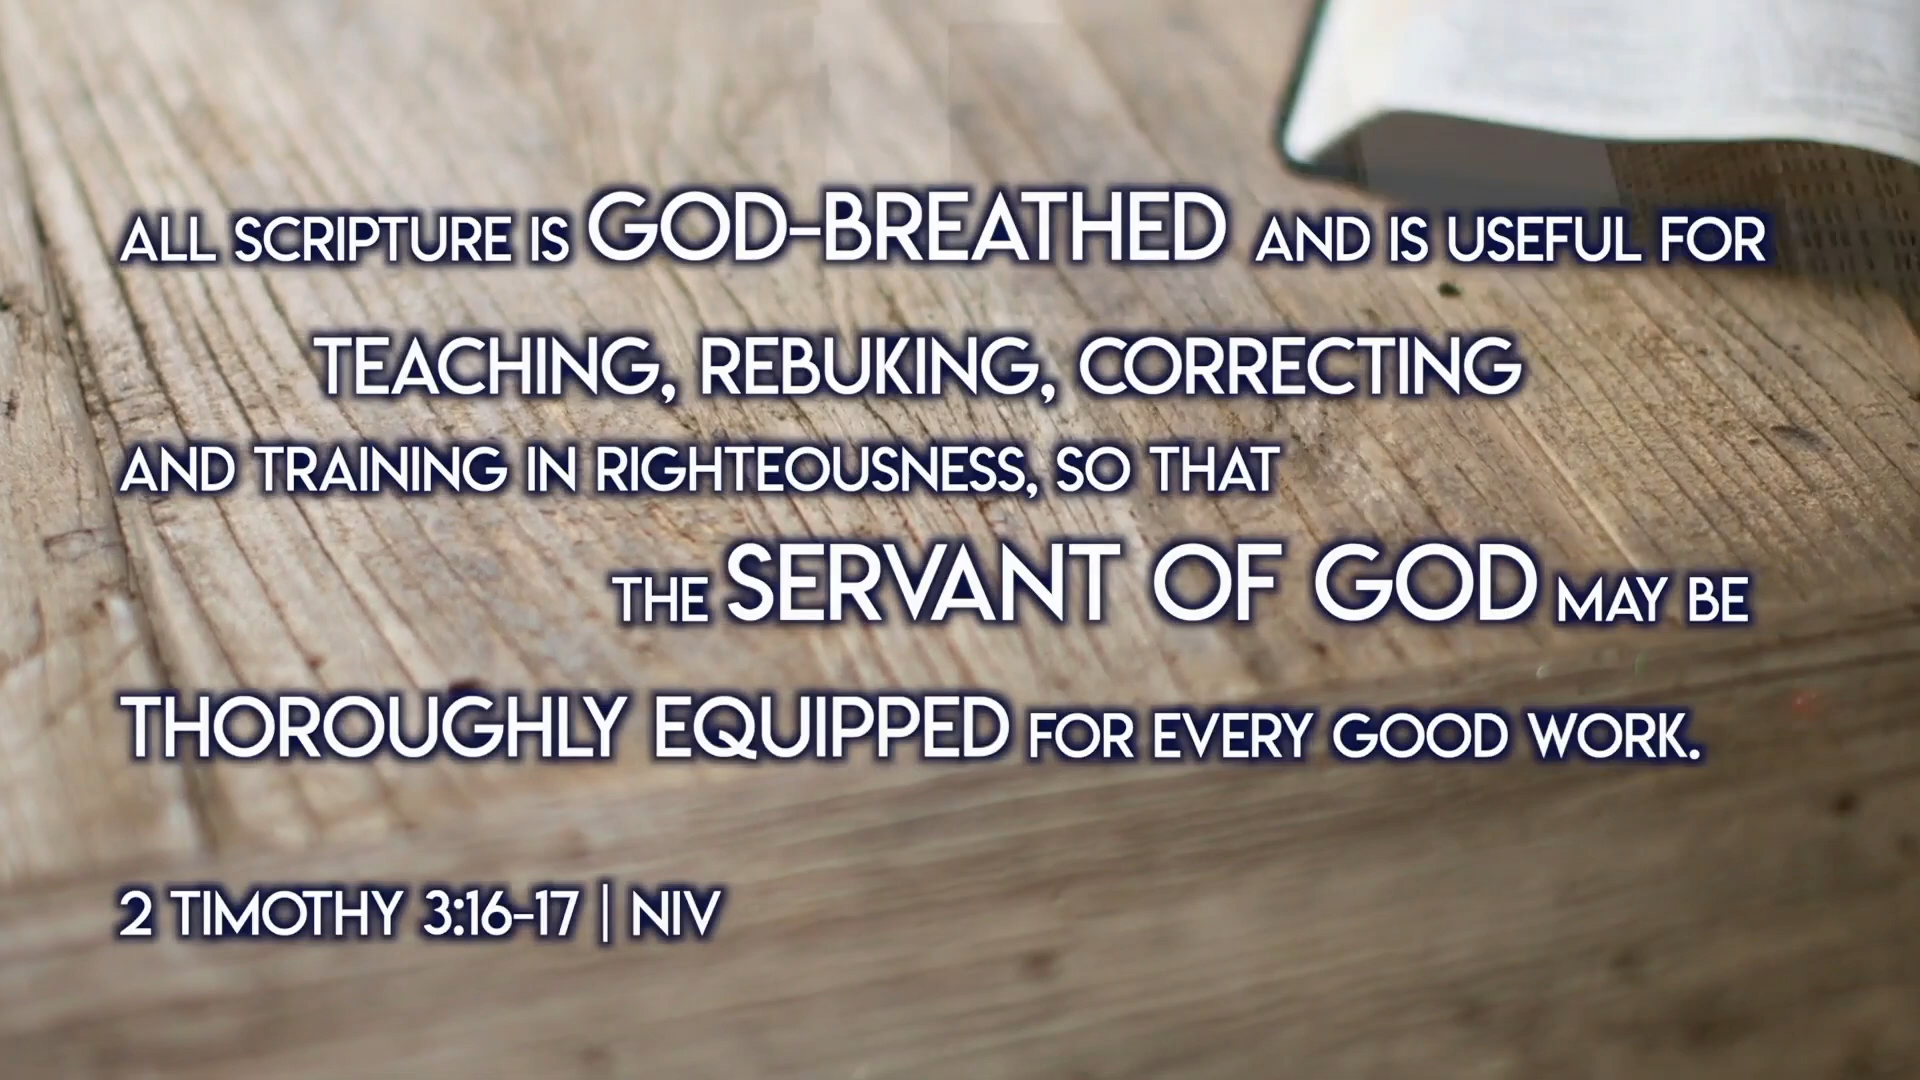 ALL SCRIPTURE IS GOD-BREATHED AND IS USEFUL FOR
TEACHING, REBUKING, CORRECTING
AND TRAINING IN RIGHTEOUSNESS, SO THAT
THE SERVANT OF GOD MAY BE
THOROUGHLY EQUIPPED FOR EVERY GOOD WORK.
2 TIMOTHY 3:16-17 | NIV